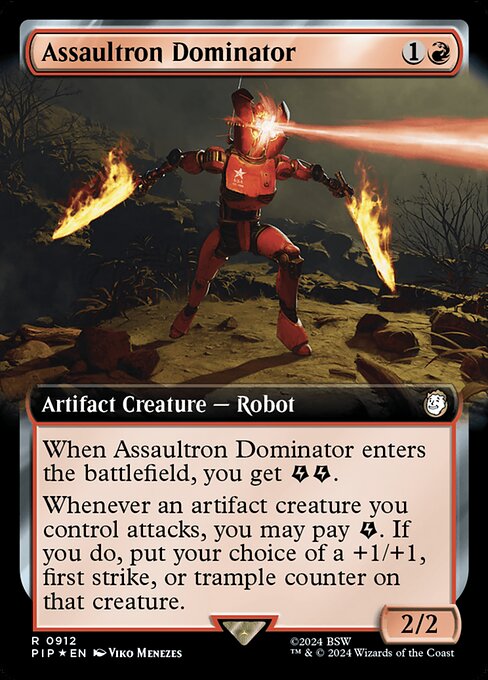 Assaultron Dominator 1
Artifact Creature — Robot
When Assaultron Dominator enters
the battlefield, you get.
Whenever an artifact creature you
control attacks, you may pay. If
you do, put your choice of a +1/+1,
first strike, or trample counter on
that creature.
2/2
R 0912
PIP★EN Viko Menezes
©2024 BSW
™ & © 2024 Wizards of the Coast